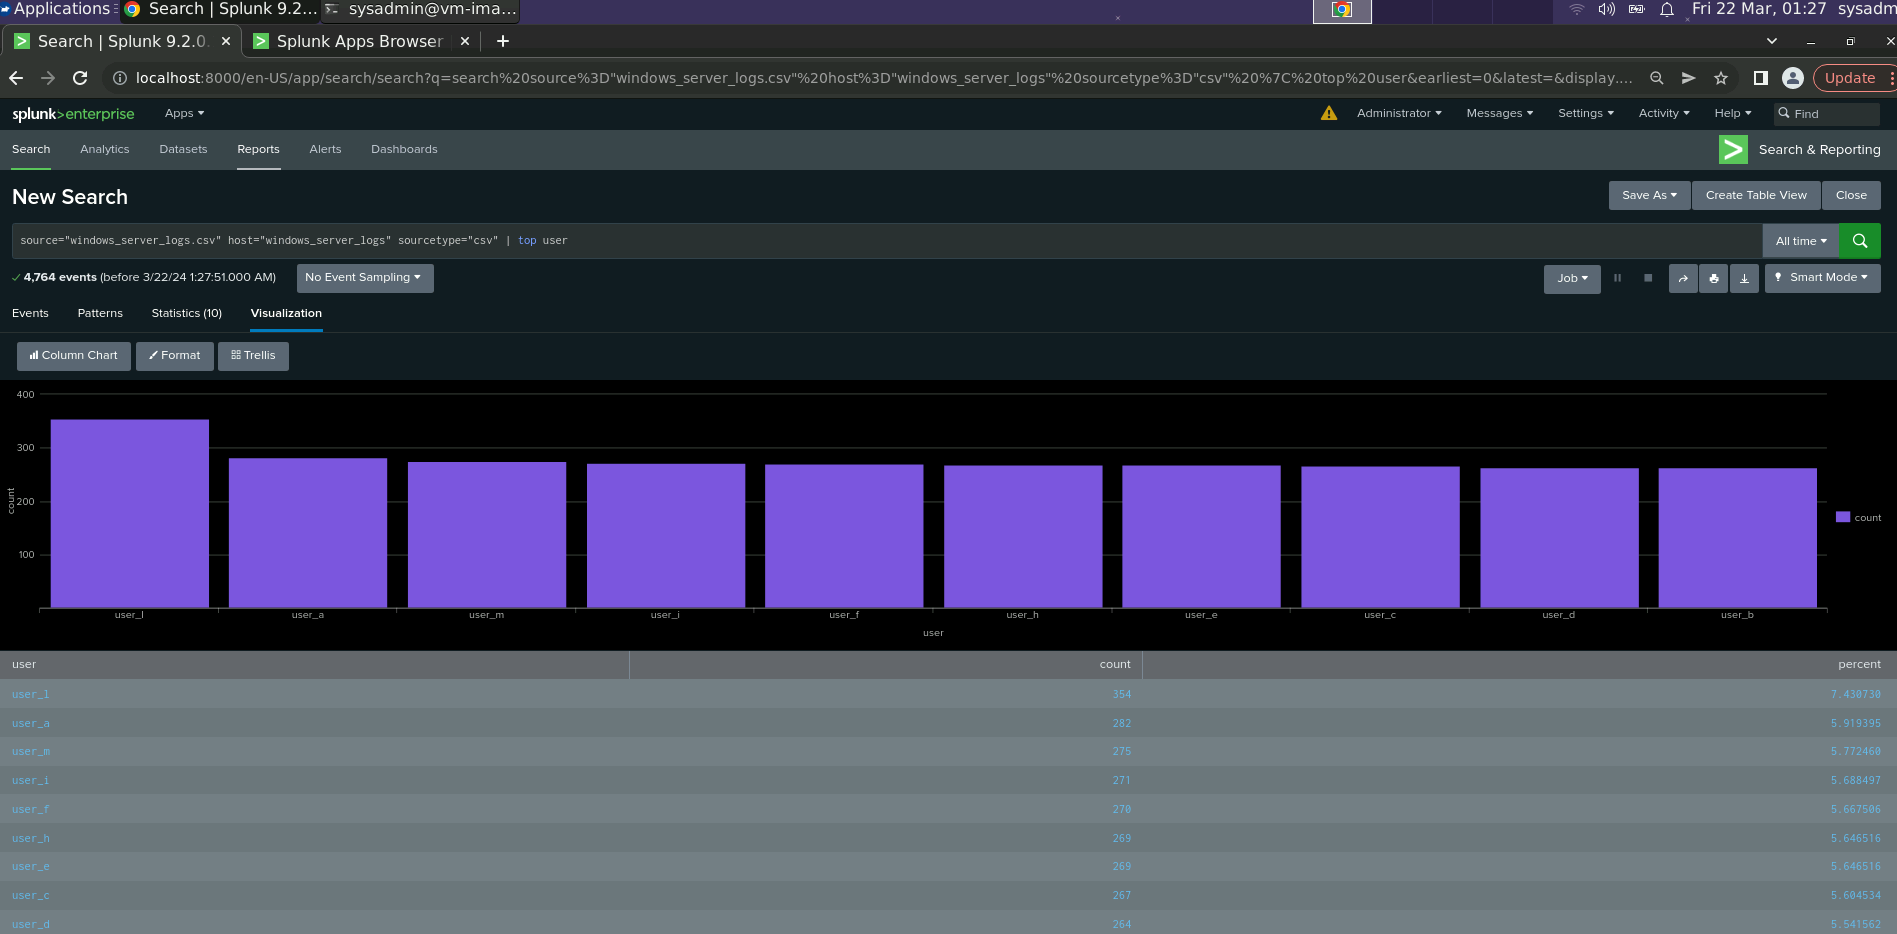 Applications Search | Splunk 9.2... sysadmin@vm-ima... Fri 22 Mar, 01:27 sysadm
Search | Splunk 9.2.0. Splunk Apps Browser
localhost:8000/en-US/app/search/search?q=search%20source%3D"windows_server_logs.csv"%20host%3D"windows_server_logs"%20sourcetype%3D"csv"%20%7C%20top%20user&earliest=0&latest=&display.... Update
splunk>enterprise Apps Administrator Messages Settings Activity Help Find
Search Analytics Datasets Reports Alerts Dashboards Search & Reporting
New Search Save As Create Table View Close
source="windows_server_logs.csv" host="windows_server_logs" sourcetype="csv" | top user All time
4,764 events (before 3/22/24 1:27:51.000 AM) No Event Sampling Job Smart Mode
Events Patterns Statistics (10) Visualization
Column Chart Format Trellis
400
300
200
100
count
user_l user_a user_m user_i user_f user_h user_e user_c user_d user_b
user
count
user count percent
user_l 354 7.430730
user_a 282 5.919395
user_m 275 5.772460
user_i 271 5.688497
user_f 270 5.667506
user_h 269 5.646516
user_e 269 5.646516
user_c 267 5.604534
user_d 264 5.541562